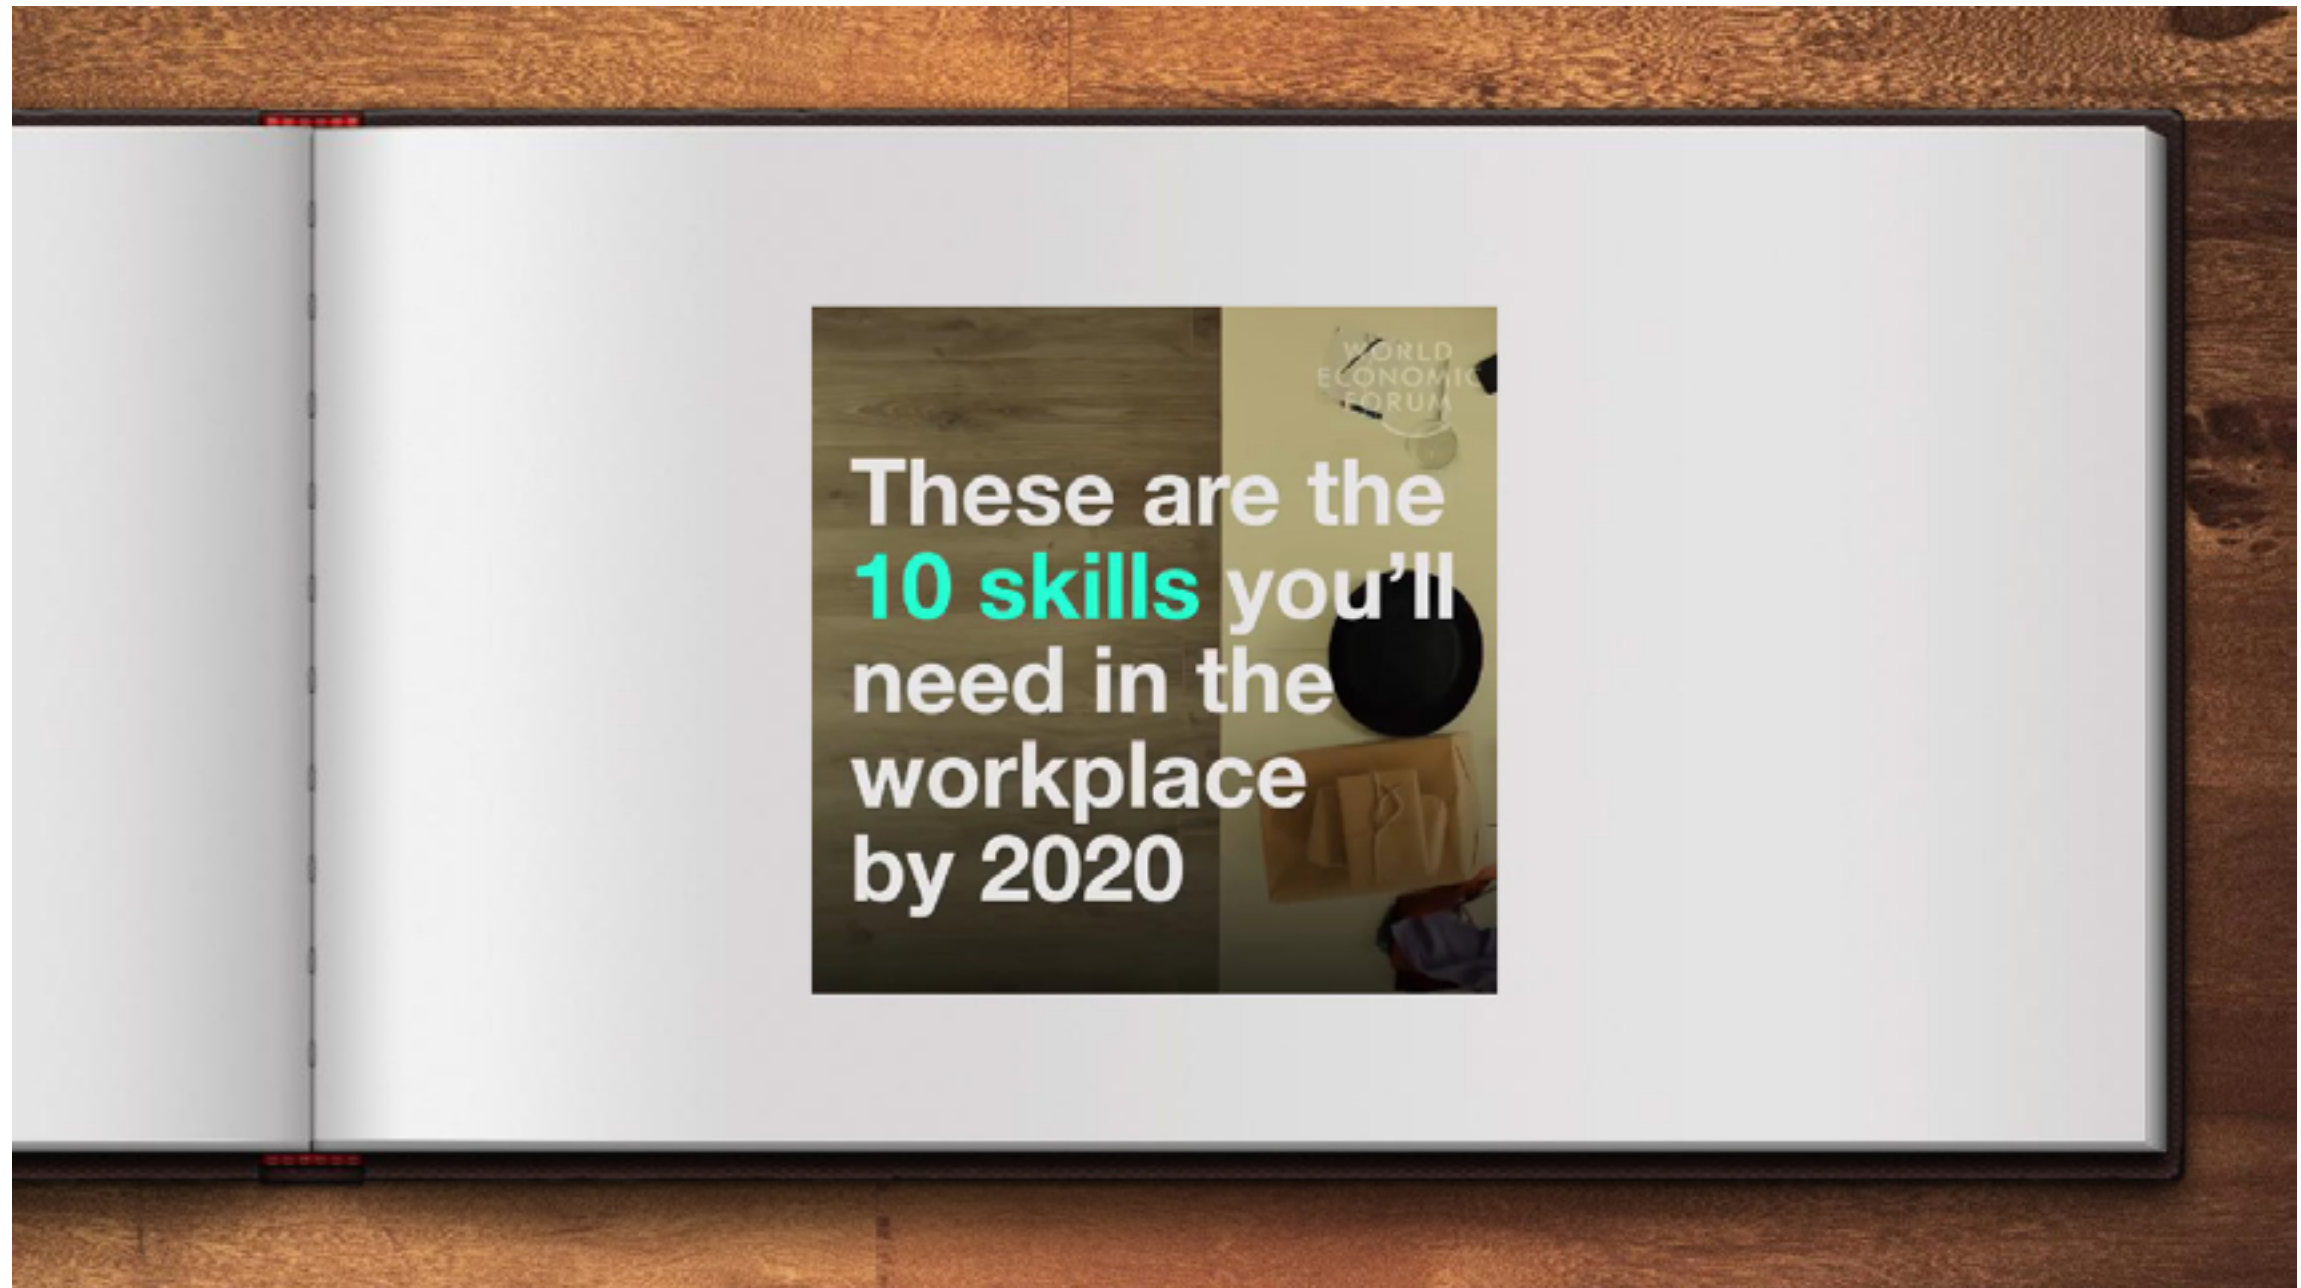 WORLD
ECONOMIC
FORUM
These are the
10 skills you’ll
need in the
workplace
by 2020